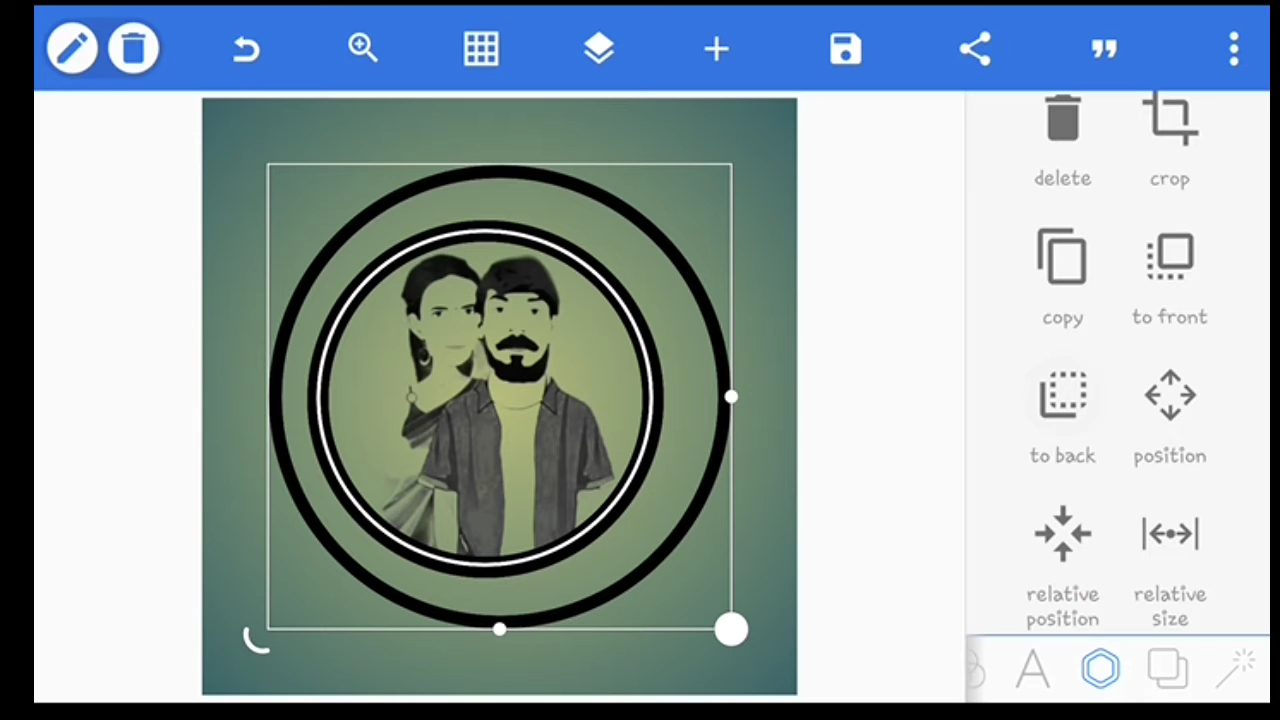 delete
crop
copy
to front
to back
position
relative
position
relative
size